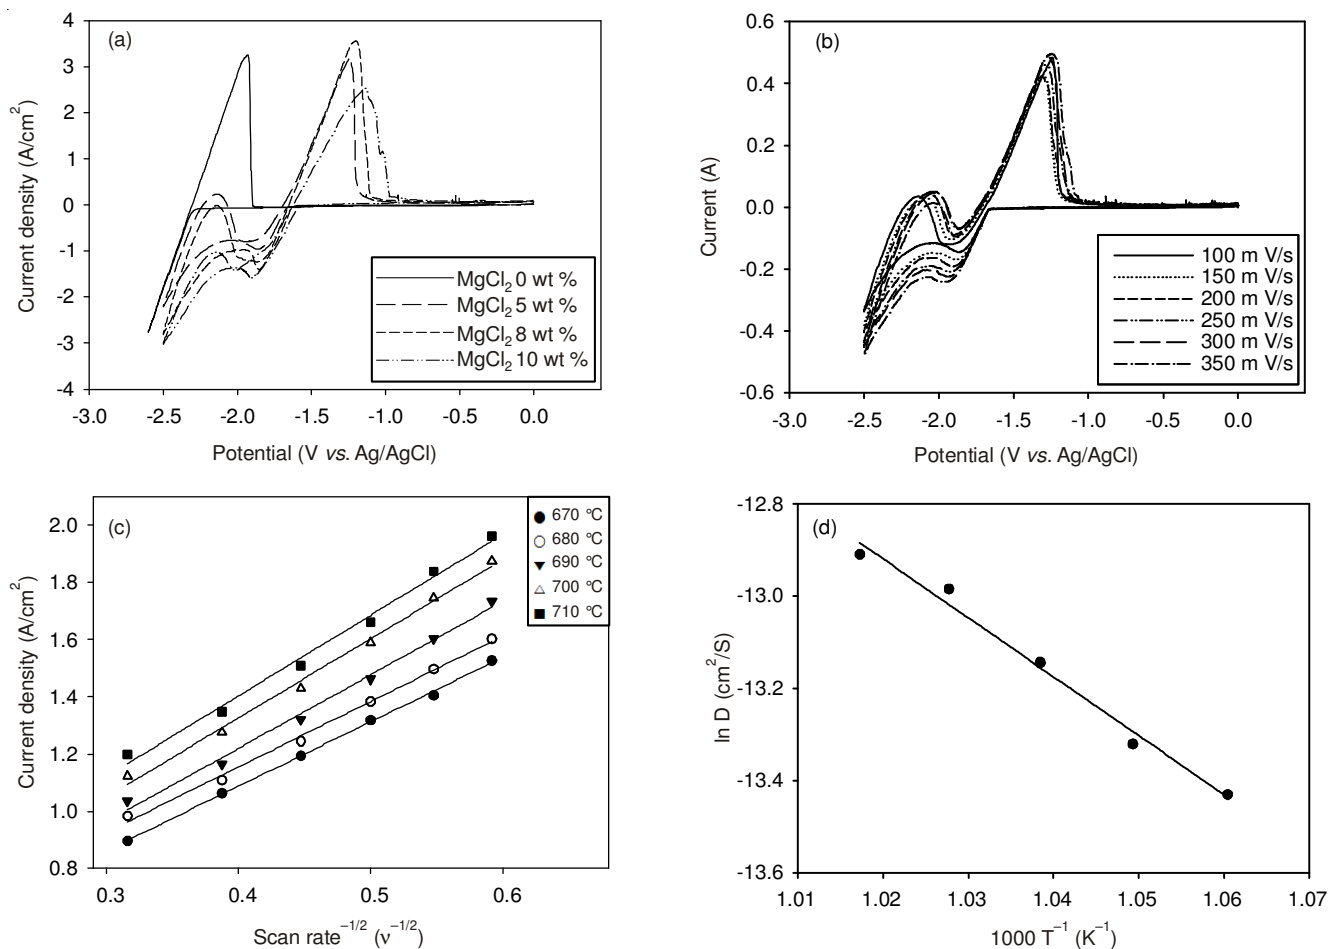 (a)
4
3
2
1
0
-1
-2
-3
-4
Current density (A/cm²)
MgCl₂ 0 wt %
MgCl₂ 5 wt %
MgCl₂ 8 wt %
MgCl₂ 10 wt %
-3.0 -2.5 -2.0 -1.5 -1.0 -0.5 0.0
Potential (V vs. Ag/AgCl)
(b)
0.6
0.4
0.2
0.0
-0.2
-0.4
-0.6
Current (A)
100 m V/s
150 m V/s
200 m V/s
250 m V/s
300 m V/s
350 m V/s
-3.0 -2.5 -2.0 -1.5 -1.0 -0.5 0.0
Potential (V vs. Ag/AgCl)
(c)
2.0
1.8
1.6
1.4
1.2
1.0
0.8
Current density (A/cm²)
670 °C
680 °C
690 °C
700 °C
710 °C
0.3 0.4 0.5 0.6
Scan rate⁻¹/² (ν⁻¹/²)
(d)
-12.8
-13.0
-13.2
-13.4
-13.6
ln D (cm²/S)
1.01 1.02 1.03 1.04 1.05 1.06 1.07
1000 T⁻¹ (K⁻¹)